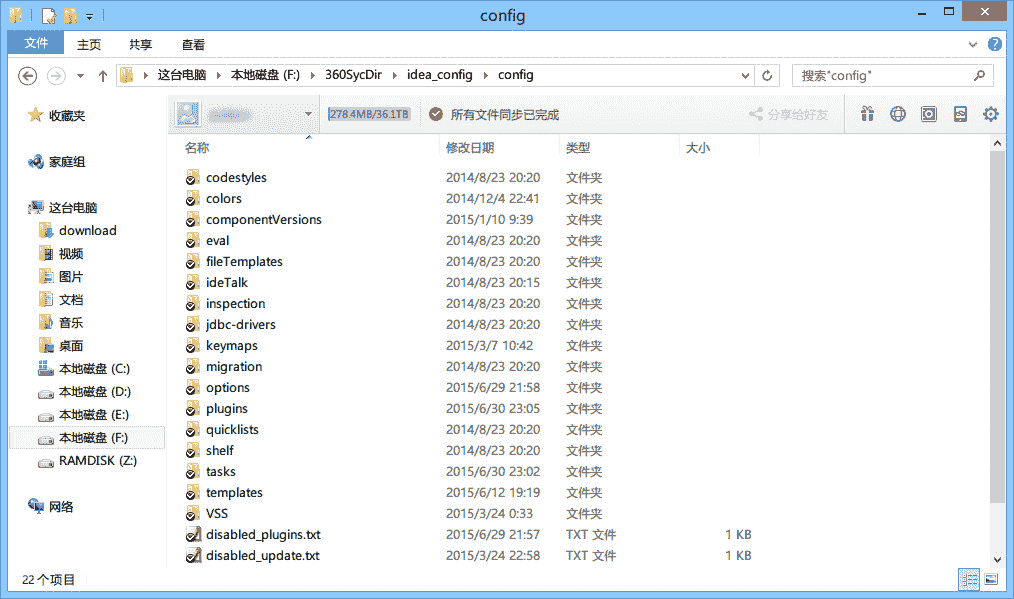 config
文件 主页 共享 查看
这台电脑 本地磁盘 (F:) 360SycDir idea_config config 搜索"config"
收藏夹
家庭组
这台电脑
download
视频
图片
文档
音乐
桌面
本地磁盘 (C:)
本地磁盘 (D:)
本地磁盘 (E:)
本地磁盘 (F:)
RAMDISK (Z:)
网络
278.4MB/36.1TB 所有文件同步已完成 分享给好友
名称 修改日期 类型 大小
codestyles 2014/8/23 20:20 文件夹
colors 2014/12/4 22:41 文件夹
componentVersions 2015/1/10 9:39 文件夹
eval 2014/8/23 20:20 文件夹
fileTemplates 2014/8/23 20:20 文件夹
ideTalk 2014/8/23 20:15 文件夹
inspection 2014/8/23 20:20 文件夹
jdbc-drivers 2014/8/23 20:20 文件夹
keymaps 2015/3/7 10:42 文件夹
migration 2014/8/23 20:20 文件夹
options 2015/6/29 21:58 文件夹
plugins 2015/6/30 23:05 文件夹
quicklists 2014/8/23 20:20 文件夹
shelf 2014/8/23 20:20 文件夹
tasks 2015/6/30 23:02 文件夹
templates 2015/6/12 19:19 文件夹
VSS 2015/3/24 0:33 文件夹
disabled_plugins.txt 2015/6/29 21:57 TXT 文件 1 KB
disabled_update.txt 2015/3/24 22:58 TXT 文件 1 KB
22 个项目